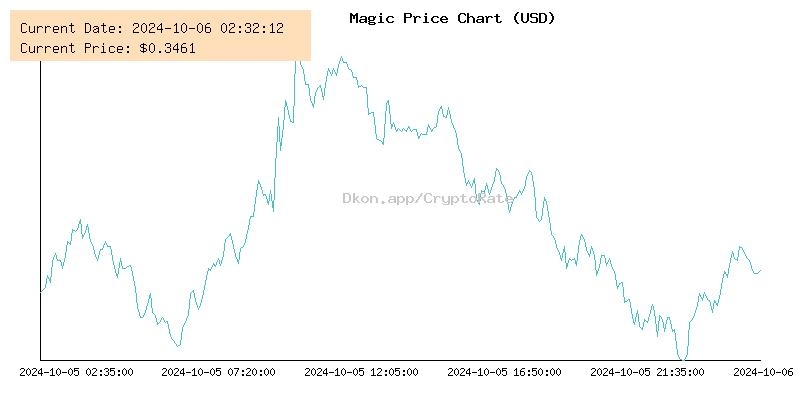 Magic Price Chart (USD)
Current Date: 2024-10-06 02:32:12
Current Price: $0.3461
Dkon.app/CryptoRate
2024-10-05 02:35:00 2024-10-05 07:20:00 2024-10-05 12:05:00 2024-10-05 16:50:00 2024-10-05 21:35:00 2024-10-06